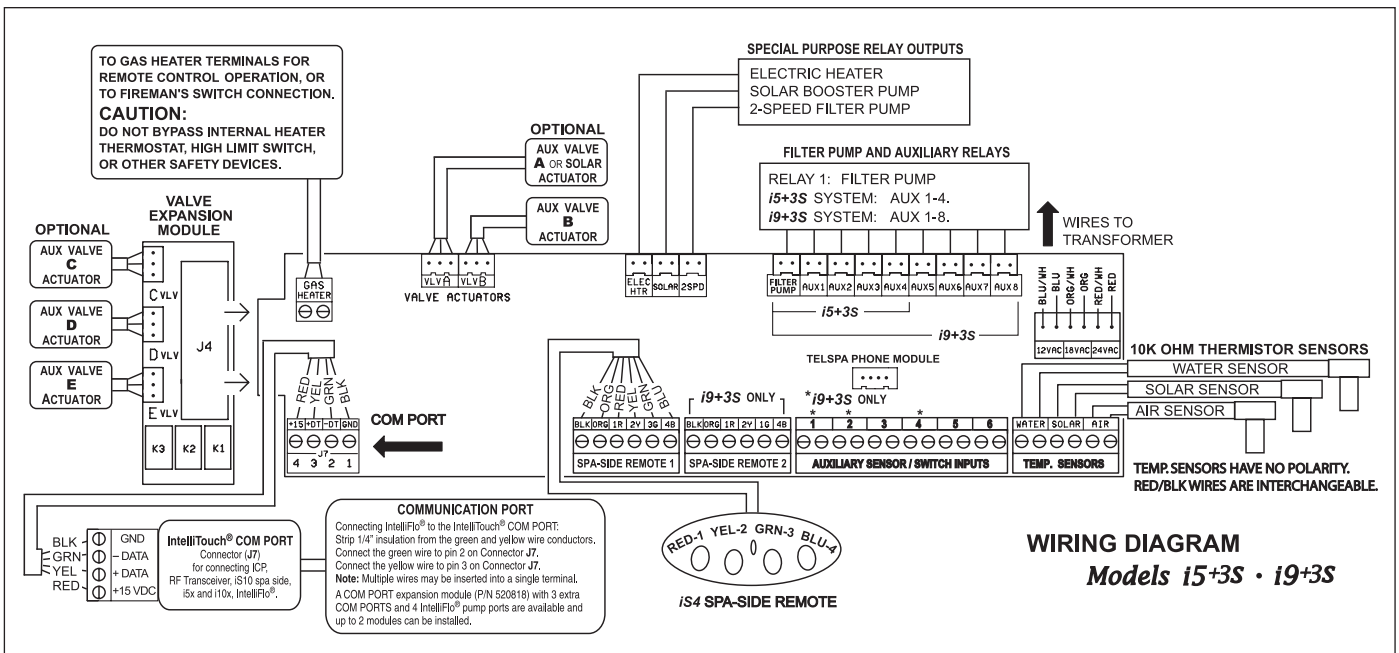 TO GAS HEATER TERMINALS FOR
REMOTE CONTROL OPERATION, OR
TO FIREMAN'S SWITCH CONNECTION.
CAUTION:
DO NOT BYPASS INTERNAL HEATER
THERMOSTAT, HIGH LIMIT SWITCH,
OR OTHER SAFETY DEVICES.
SPECIAL PURPOSE RELAY OUTPUTS
ELECTRIC HEATER
SOLAR BOOSTER PUMP
2-SPEED FILTER PUMP
OPTIONAL
AUX VALVE
A OR SOLAR
ACTUATOR
AUX VALVE
B
ACTUATOR
FILTER PUMP AND AUXILIARY RELAYS
RELAY 1: FILTER PUMP
i5+3S SYSTEM: AUX 1-4.
i9+3S SYSTEM: AUX 1-8.
WIRES TO
TRANSFORMER
OPTIONAL
VALVE
EXPANSION
MODULE
AUX VALVE
C
ACTUATOR
AUX VALVE
D
ACTUATOR
AUX VALVE
E
ACTUATOR
C VLV
D VLV
E VLV
J4
K3 K2 K1
GAS
HEATER
VLVA VLVB
VALVE ACTUATORS
ELEC
HTR
SOLAR
2SPD
FILTER
PUMP
AUX1 AUX2 AUX3 AUX4 AUX5 AUX6 AUX7 AUX8
i5+3S
i9+3S
BLU/WH
BLU
ORG/WH
ORG
RED/WH
RED
12VAC 18VAC 24VAC
10K OHM THERMISTOR SENSORS
WATER SENSOR
SOLAR SENSOR
AIR SENSOR
TEMP. SENSORS HAVE NO POLARITY.
RED/BLK WIRES ARE INTERCHANGEABLE.
TELSPA PHONE MODULE
*i9+3S ONLY
RED
YEL
GRN
BLK
+15 +DT -DT GND
J7
4 3 2 1
COM PORT
BLK
ORG
RED
YEL
GRN
BLU
BLK ORG 1R 2Y 3G 4B
SPA-SIDE REMOTE 1
i9+3S ONLY
BLK ORG 1R 2Y 1G 4B
SPA-SIDE REMOTE 2
* * *
1 2 3 4 5 6
AUXILIARY SENSOR / SWITCH INPUTS
WATER SOLAR AIR
TEMP. SENSORS
BLK GND
GRN – DATA
YEL + DATA
RED +15 VDC
IntelliTouch® COM PORT
Connector (J7)
for connecting ICP,
RF Transceiver, iS10 spa side,
i5x and i10x, IntelliFlo®.
COMMUNICATION PORT
Connecting IntelliFlo® to the IntelliTouch® COM PORT:
Strip 1/4" insulation from the green and yellow wire conductors.
Connect the green wire to pin 2 on Connector J7.
Connect the yellow wire to pin 3 on Connector J7.
Note: Multiple wires may be inserted into a single terminal.
A COM PORT expansion module (P/N 520818) with 3 extra
COM PORTS and 4 IntelliFlo® pump ports are available and
up to 2 modules can be installed.
RED-1 YEL-2 GRN-3 BLU-4
iS4 SPA-SIDE REMOTE
WIRING DIAGRAM
Models i5+3S · i9+3S